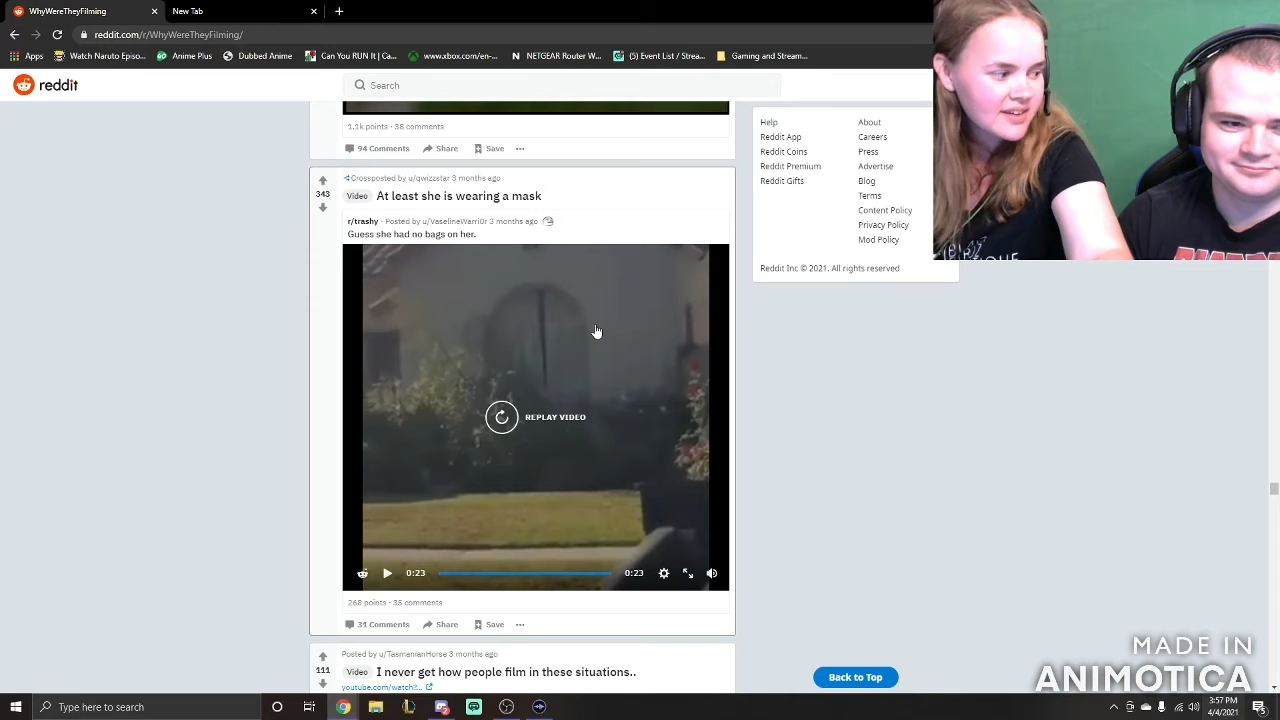 WhyWereTheyFilming
New Tab
reddit.com/r/WhyWereTheyFilming/
Apps
Anime Plus
Watch Naruto Episo...
Dubbed Anime
Can You RUN It | Ca...
www.xbox.com/en-...
NETGEAR Router W...
(5) Event List / Strea...
Gaming and Stream...
reddit
Search
1.1k points · 38 comments
94 Comments
Share
Save
Crossposted by u/qwizzstar 3 months ago
343
Video
At least she is wearing a mask
r/trashy · Posted by u/VaselineWarri0r 3 months ago
Guess she had no bags on her.
REPLAY VIDEO
0:23
0:23
268 points · 35 comments
31 Comments
Share
Save
Posted by u/TasmanianHorse 3 months ago
111
Video
I never get how people film in these situations..
youtube.com/watch?...
Help
Reddit App
Reddit Coins
Reddit Premium
Reddit Gifts
About
Careers
Press
Advertise
Blog
Terms
Content Policy
Privacy Policy
Mod Policy
Reddit Inc © 2021. All rights reserved
Back to Top
MADE IN
ANIMOTICA
Type here to search
3:57 PM
4/4/2021